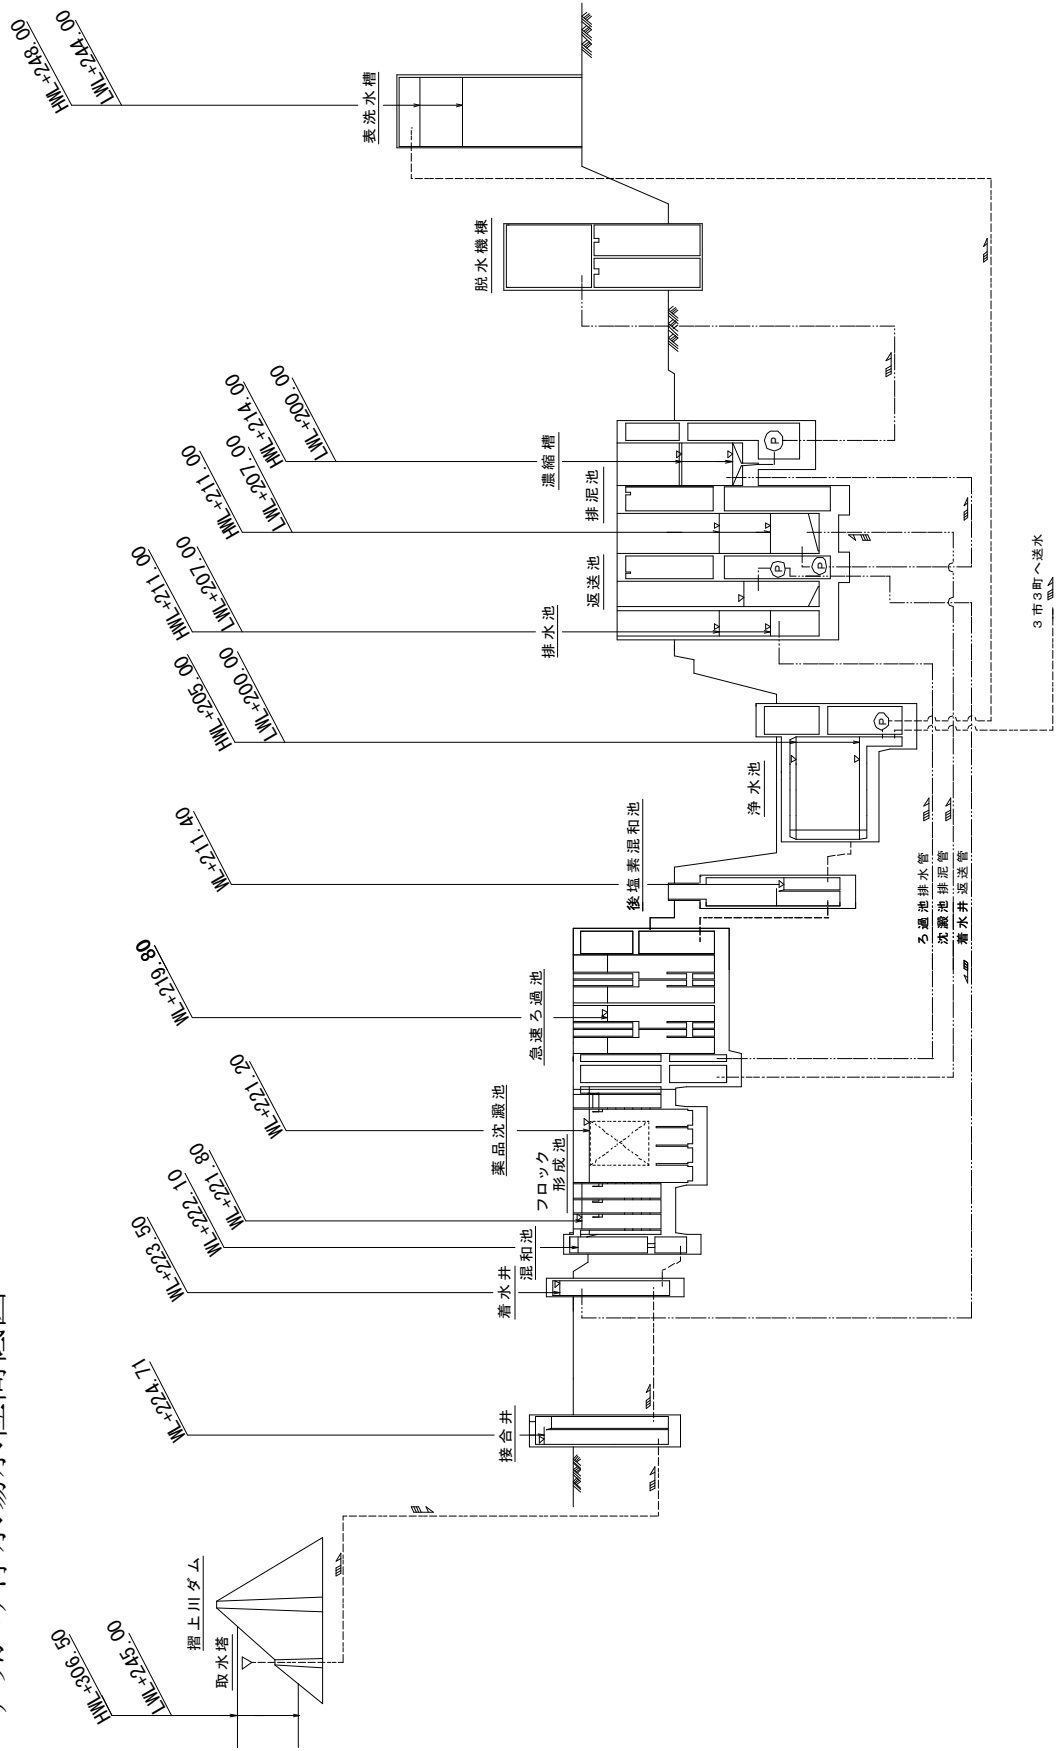 HWL+306.50
LWL+245.00
摺上川ダム
取水塔
WL+224.71
接合井
WL+223.50
着水井
WL+222.10
混和池
WL+221.80
フロック
形成池
WL+221.20
薬品沈澱池
WL+219.80
急速ろ過池
WL+211.40
後塩素混和池
HWL+205.00
LWL+200.00
浄水池
HWL+211.00
LWL+207.00
排水池
返送池
HWL+211.00
LWL+207.00
排泥池
HWL+214.00
LWL+200.00
濃縮槽
脱水機棟
HWL+248.00
LWL+244.00
表洗水槽
P
P
P
P
ろ過池排水管
沈澱池排泥管
着水井返送管
3市3町へ送水